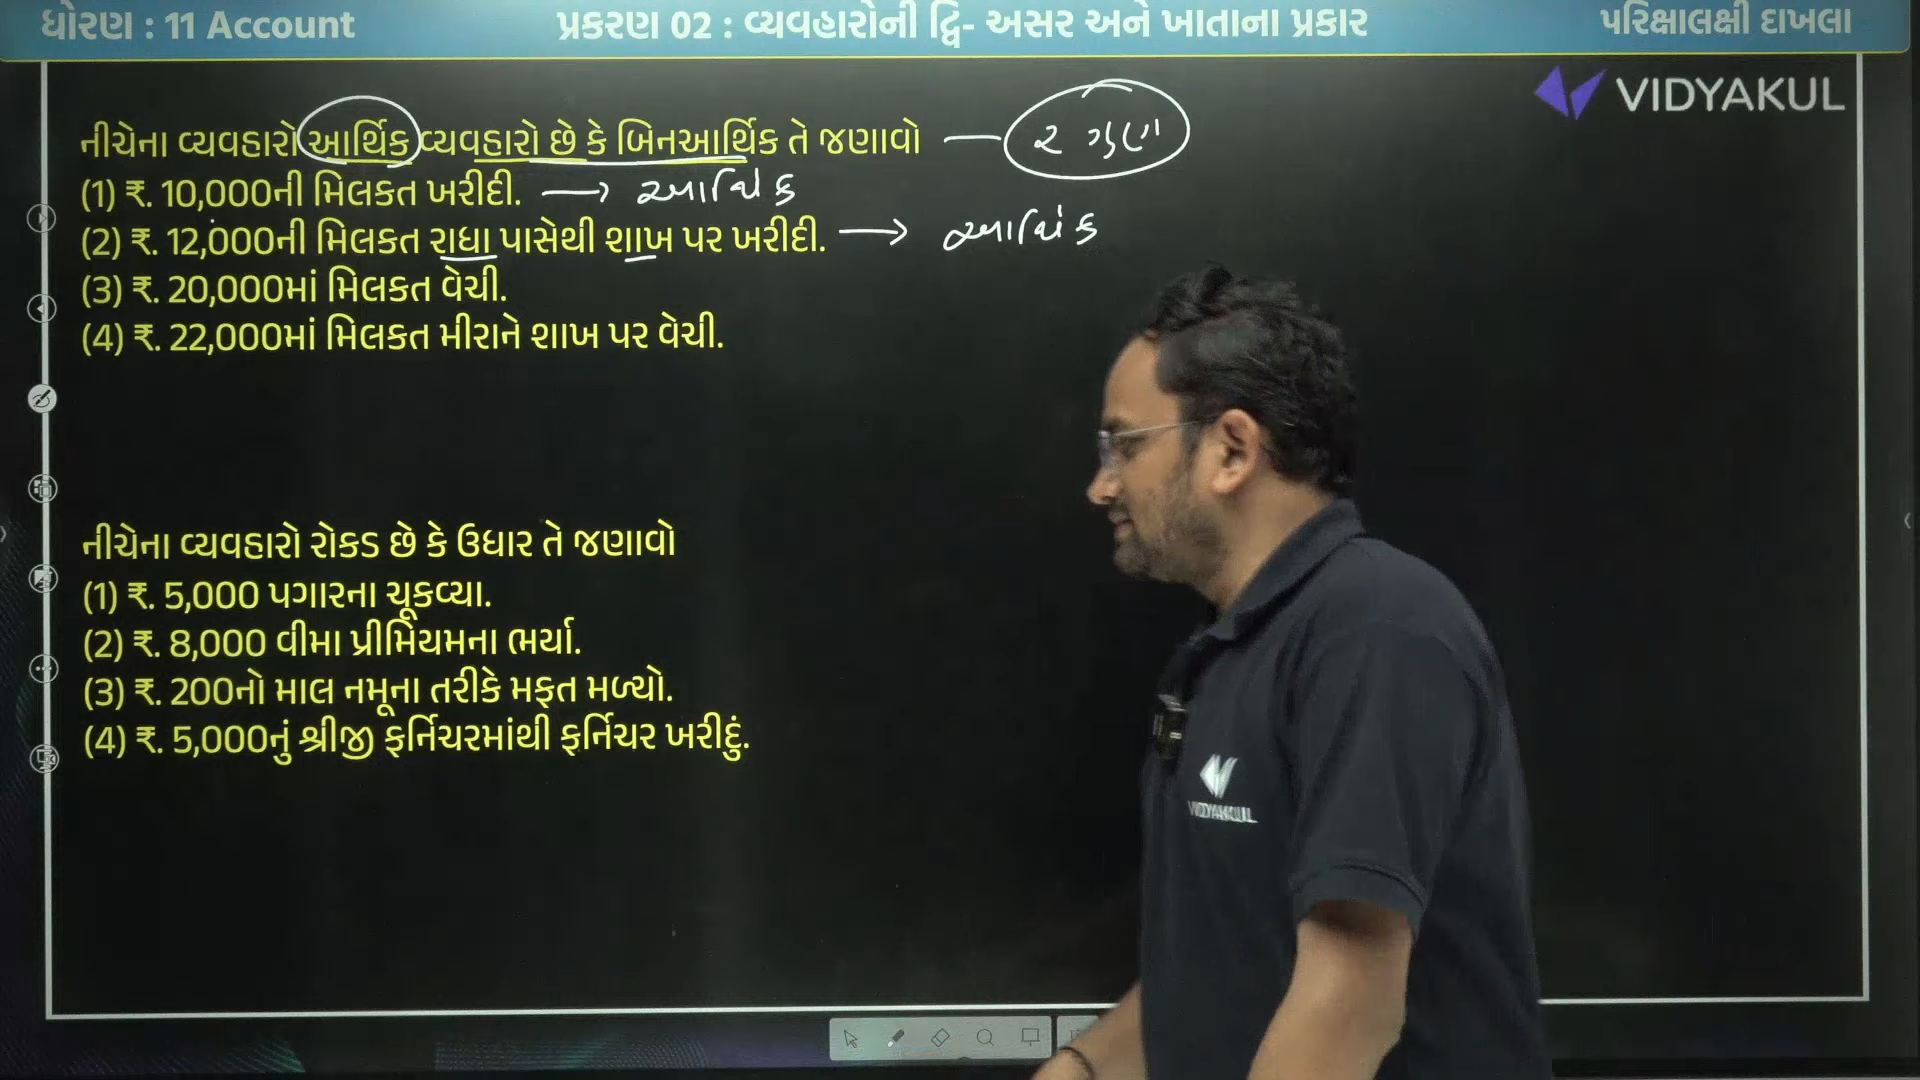 ધોરણ : 11 Account પ્રકરણ 02 : વ્યવહારોની દ્વિ- અસર અને ખાતાના પ્રકાર પરિક્ષાલક્ષી દાખલા
VIDYAKUL
નીચેના વ્યવહારો આર્થિક વ્યવહારો છે કે બિનઆર્થિક તે જણાવો — ૨ ગુણ
(1) ₹. 10,000ની મિલકત ખરીદી. → આર્થિક
(2) ₹. 12,000ની મિલકત રાધા પાસેથી શાખ પર ખરીદી. → આર્થિક
(3) ₹. 20,000માં મિલકત વેચી.
(4) ₹. 22,000માં મિલકત મીરાને શાખ પર વેચી.
નીચેના વ્યવહારો રોકડ છે કે ઉધાર તે જણાવો
(1) ₹. 5,000 પગારના ચૂકવ્યા.
(2) ₹. 8,000 વીમા પ્રીમિયમના ભર્યા.
(3) ₹. 200નો માલ નમૂના તરીકે મફત મળ્યો.
(4) ₹. 5,000નું શ્રીજી ફર્નિચરમાંથી ફર્નિચર ખરીદું.
VIDYAKUL